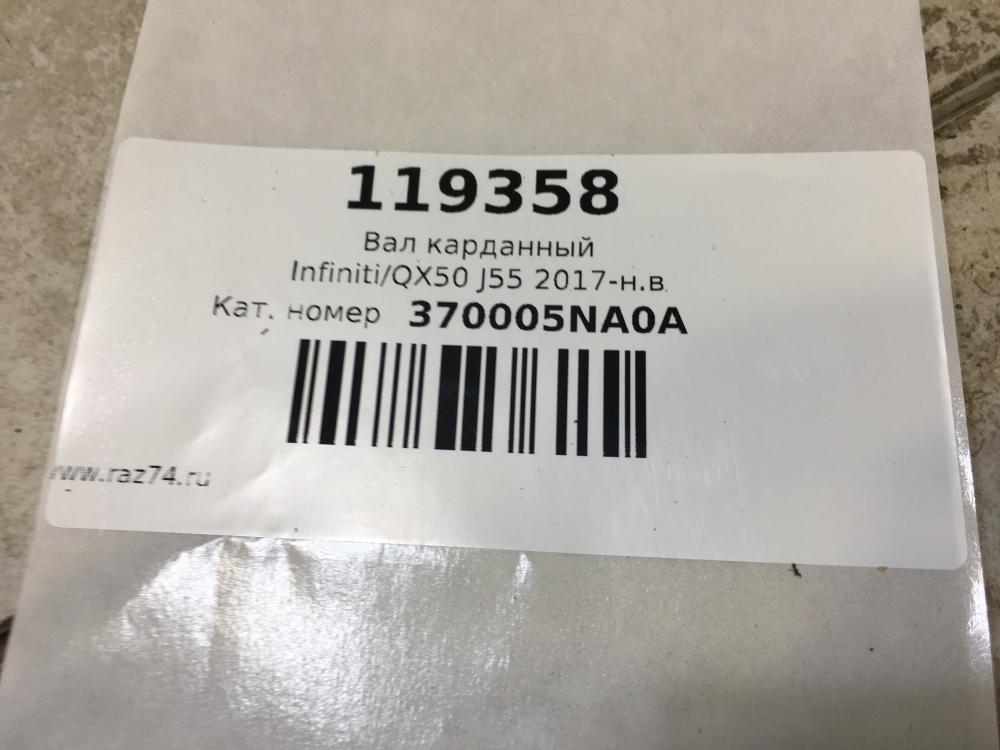 119358
Вал карданный
Infiniti/QX50 J55 2017-н.в.
Кат. номер 370005NA0A
www.raz74.ru